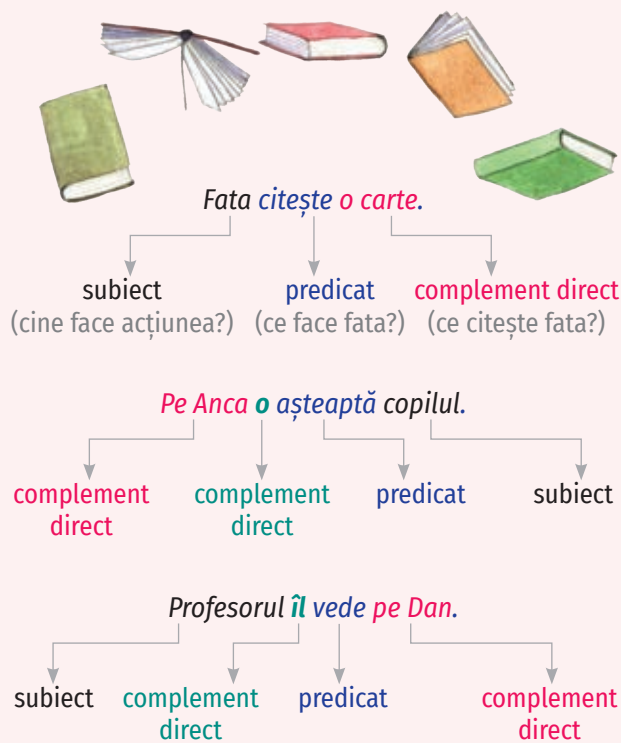 Fata citește o carte.
subiect predicat complement direct
(cine face acțiunea?) (ce face fata?) (ce citește fata?)
Pe Anca o așteaptă copilul.
complement direct complement direct predicat subiect
Profesorul îl vede pe Dan.
subiect complement direct predicat complement direct